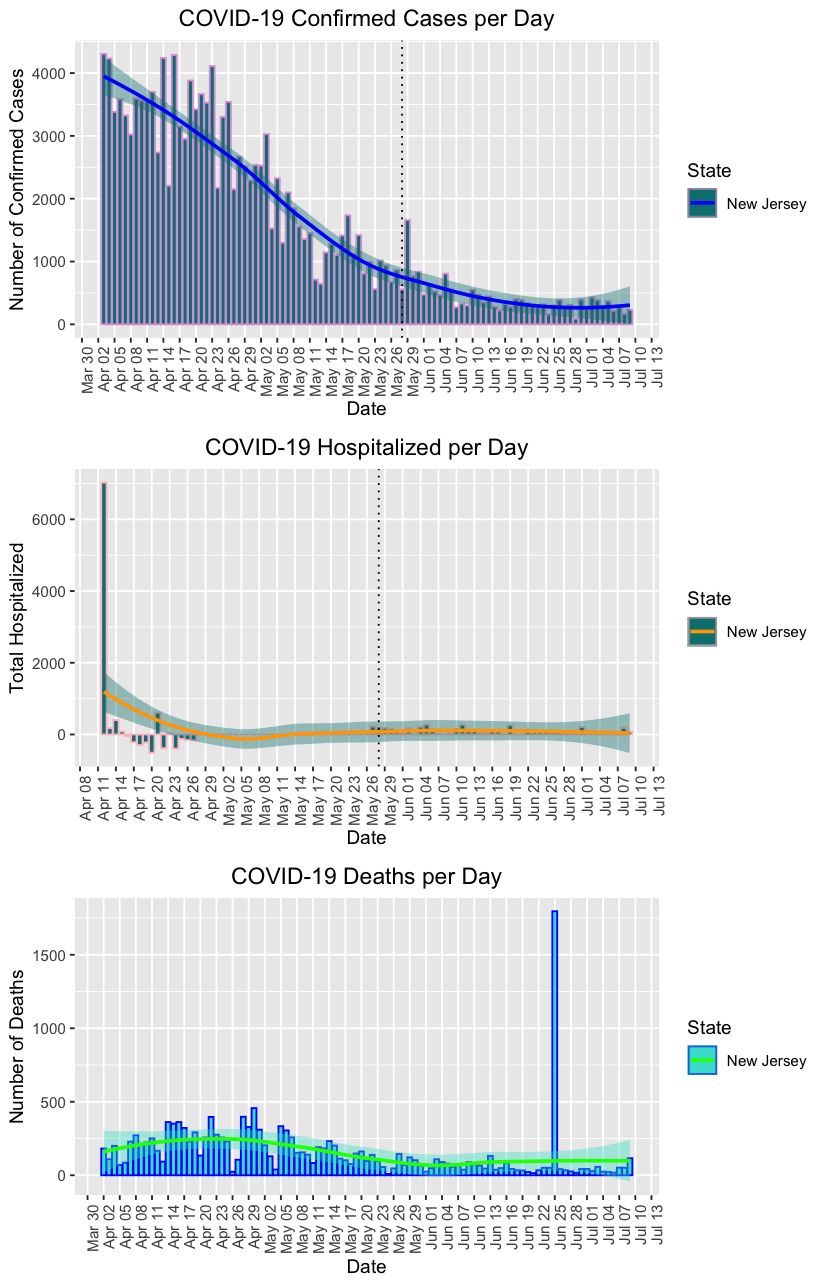 COVID-19 Confirmed Cases per Day
Number of Confirmed Cases
4000
3000
2000
1000
0
Mar 30
Apr 02
Apr 05
Apr 08
Apr 11
Apr 14
Apr 17
Apr 20
Apr 23
Apr 26
Apr 29
May 02
May 05
May 08
May 11
May 14
May 17
May 20
May 23
May 26
May 29
Jun 01
Jun 04
Jun 07
Jun 10
Jun 13
Jun 16
Jun 19
Jun 22
Jun 25
Jun 28
Jul 01
Jul 04
Jul 07
Jul 10
Jul 13
Date
State
New Jersey
COVID-19 Hospitalized per Day
Total Hospitalized
6000
4000
2000
0
Apr 08
Apr 11
Apr 14
Apr 17
Apr 20
Apr 23
Apr 26
Apr 29
May 02
May 05
May 08
May 11
May 14
May 17
May 20
May 23
May 26
May 29
Jun 01
Jun 04
Jun 07
Jun 10
Jun 13
Jun 16
Jun 19
Jun 22
Jun 25
Jun 28
Jul 01
Jul 04
Jul 07
Jul 10
Jul 13
Date
State
New Jersey
COVID-19 Deaths per Day
Number of Deaths
1500
1000
500
0
Mar 30
Apr 02
Apr 05
Apr 08
Apr 11
Apr 14
Apr 17
Apr 20
Apr 23
Apr 26
Apr 29
May 02
May 05
May 08
May 11
May 14
May 17
May 20
May 23
May 26
May 29
Jun 01
Jun 04
Jun 07
Jun 10
Jun 13
Jun 16
Jun 19
Jun 22
Jun 25
Jun 28
Jul 01
Jul 04
Jul 07
Jul 10
Jul 13
Date
State
New Jersey